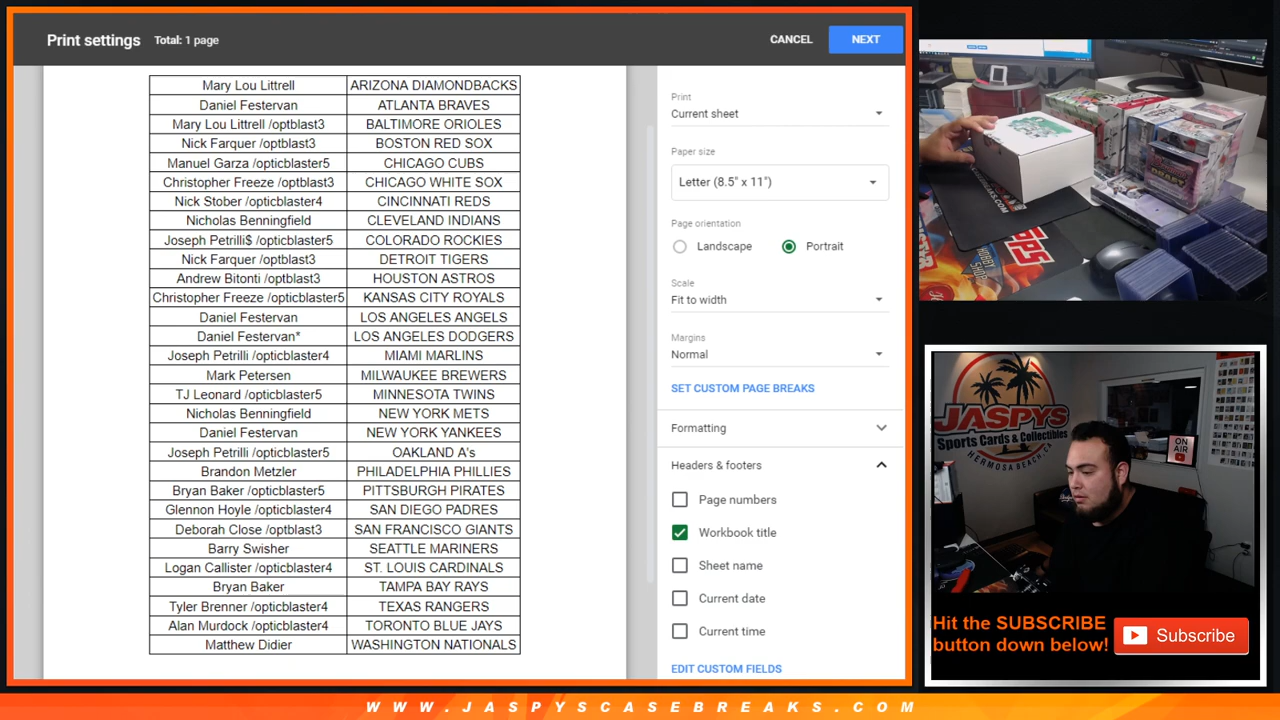 Print settings Total: 1 page
CANCEL NEXT
Mary Lou Littrell ARIZONA DIAMONDBACKS
Daniel Festervan ATLANTA BRAVES
Mary Lou Littrell /optblast3 BALTIMORE ORIOLES
Nick Farquer /optblast3 BOSTON RED SOX
Manuel Garza /opticblaster5 CHICAGO CUBS
Christopher Freeze /optblast3 CHICAGO WHITE SOX
Nick Stober /opticblaster4 CINCINNATI REDS
Nicholas Benningfield CLEVELAND INDIANS
Joseph Petrilli$ /opticblaster5 COLORADO ROCKIES
Nick Farquer /optblast3 DETROIT TIGERS
Andrew Bitonti /optblast3 HOUSTON ASTROS
Christopher Freeze /opticblaster5 KANSAS CITY ROYALS
Daniel Festervan LOS ANGELES ANGELS
Daniel Festervan* LOS ANGELES DODGERS
Joseph Petrilli /opticblaster4 MIAMI MARLINS
Mark Petersen MILWAUKEE BREWERS
TJ Leonard /opticblaster5 MINNESOTA TWINS
Nicholas Benningfield NEW YORK METS
Daniel Festervan NEW YORK YANKEES
Joseph Petrilli /opticblaster5 OAKLAND A's
Brandon Metzler PHILADELPHIA PHILLIES
Bryan Baker /opticblaster5 PITTSBURGH PIRATES
Glennon Hoyle /opticblaster4 SAN DIEGO PADRES
Deborah Close /optblast3 SAN FRANCISCO GIANTS
Barry Swisher SEATTLE MARINERS
Logan Callister /opticblaster4 ST. LOUIS CARDINALS
Bryan Baker TAMPA BAY RAYS
Tyler Brenner /opticblaster4 TEXAS RANGERS
Alan Murdock /opticblaster4 TORONTO BLUE JAYS
Matthew Didier WASHINGTON NATIONALS
Print
Current sheet
Paper size
Letter (8.5" x 11")
Page orientation
Landscape Portrait
Scale
Fit to width
Margins
Normal
SET CUSTOM PAGE BREAKS
Formatting
Headers & footers
Page numbers
Workbook title
Sheet name
Current date
Current time
EDIT CUSTOM FIELDS
DRAFT
HOBBY
SHOP
JASPYS
Sports Cards & Collectibles
HERMOSA BEACH, CA
ON
AIR
Hit the SUBSCRIBE
button down below!
Subscribe
WWW.JASPYSCASEBREAKS.COM